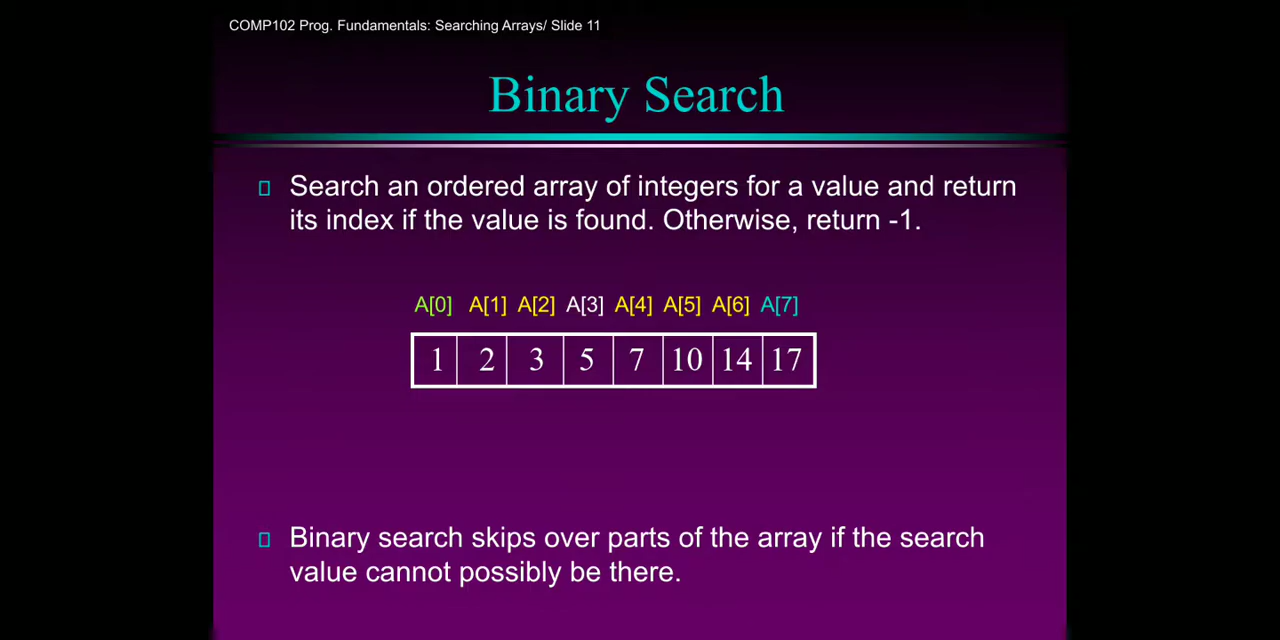 COMP102 Prog. Fundamentals: Searching Arrays/ Slide 11
Binary Search
Search an ordered array of integers for a value and return
its index if the value is found. Otherwise, return -1.
A[0] A[1] A[2] A[3] A[4] A[5] A[6] A[7]
1 2 3 5 7 10 14 17
Binary search skips over parts of the array if the search
value cannot possibly be there.